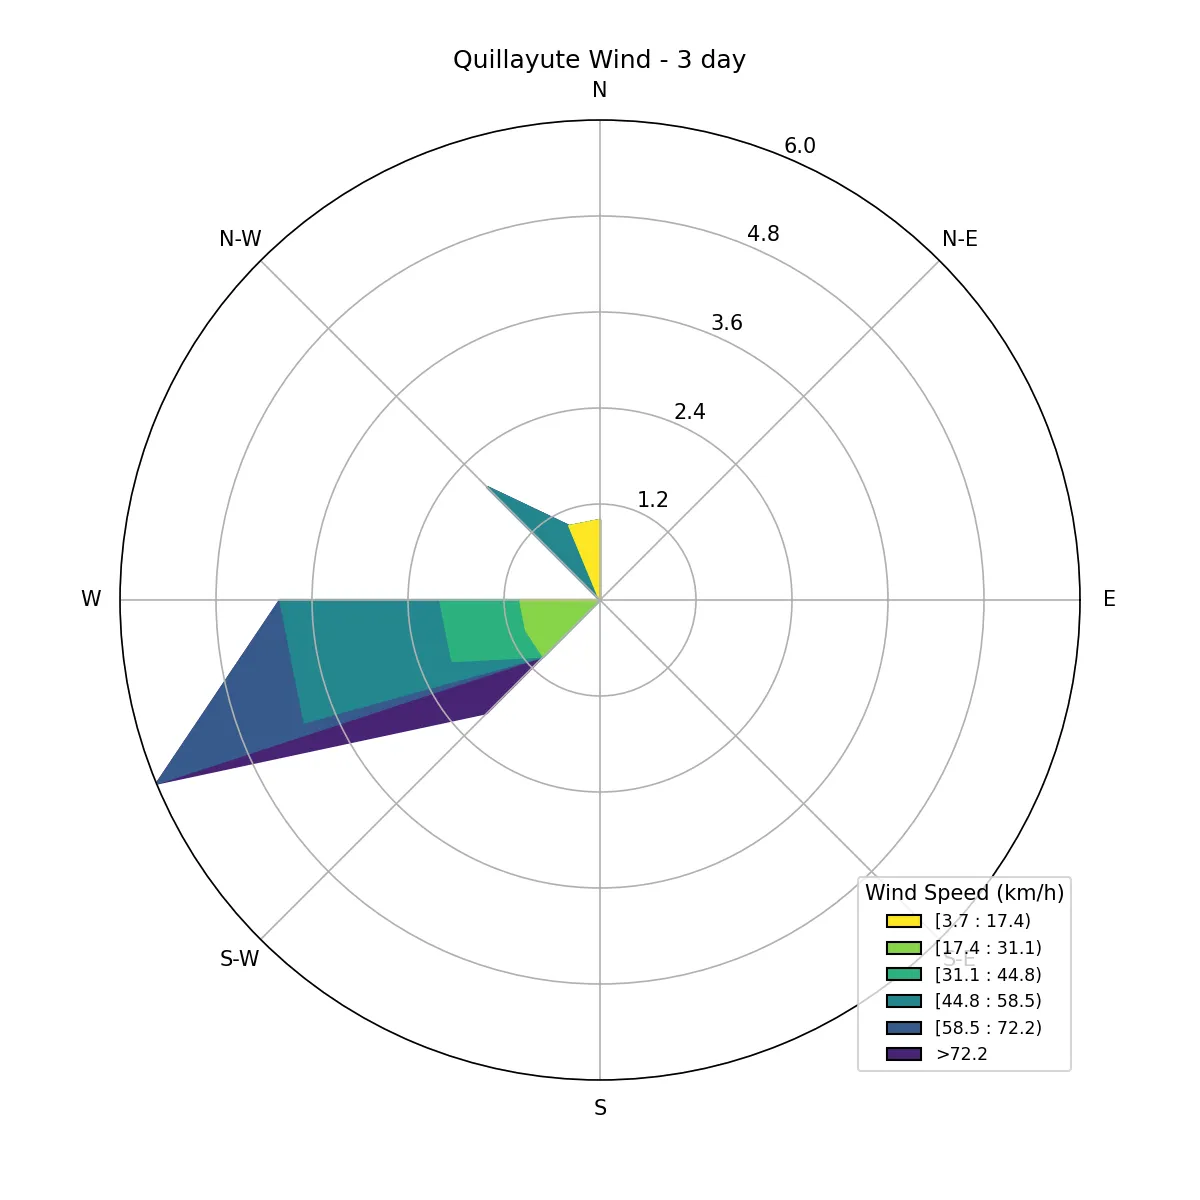 Quillayute Wind - 3 day
N
6.0
N-W
4.8
N-E
3.6
2.4
1.2
W
E
S-W
S-E
Wind Speed (km/h)
[3.7 : 17.4)
[17.4 : 31.1)
[31.1 : 44.8)
[44.8 : 58.5)
[58.5 : 72.2)
>72.2
S